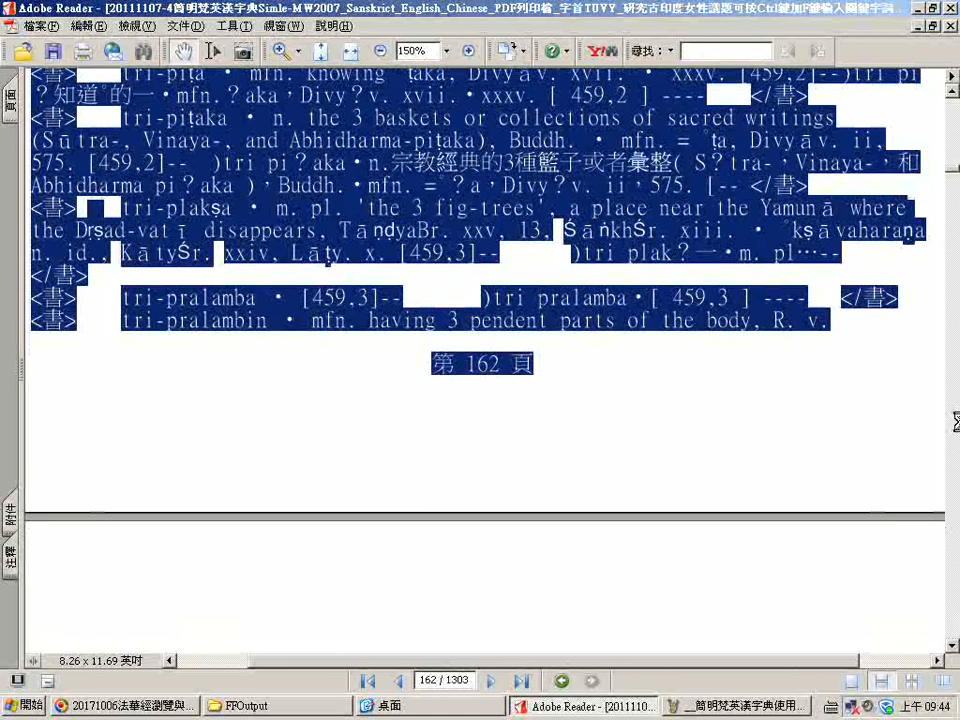 Adobe Reader - [20111107-4簡明梵英漢字典Simle-MW2007_Sanskrict_English_Chinese_PDF列印檔_字首TUVY_研究古印度女性議題可按Ctrl鍵加F鍵輸入關鍵字詞...
檔案(F) 編輯(E) 檢視(V) 文件(D) 工具(T) 視窗(W) 說明(H)
150% 尋找：
頁面
<書> tri-piṭa • mfn. knowing °ṭaka, Divyāv. xvii. • xxxv. [459,2]--)tri pi
？知道°的一•mfn.？aka，Divy？v. xvii. •xxxv. [ 459,2 ] ---- </書>
<書> tri-piṭaka • n. the 3 baskets or collections of sacred writings
(Sūtra-, Vinaya-, and Abhidharma-piṭaka), Buddh. • mfn. = °ṭa, Divyāv. ii,
575. [459,2]-- )tri pi？aka•n.宗教經典的3種籃子或者彙整( S？tra-，Vinaya-，和
Abhidharma pi？aka )，Buddh.•mfn. =°？a，Divy？v. ii，575. [-- </書>
<書> tri-plakṣa • m. pl. 'the 3 fig-trees', a place near the Yamunā where
the Dṛṣad-vatī disappears, TāṇḍyaBr. xxv, 13, ŚāṅkhŚr. xiii. • °kṣāvaharaṇa
n. id., KātyŚr. xxiv, Lāṭy. x. [459,3]-- )tri plak？一•m. pl…--
</書>
<書> tri-pralamba • [459,3]-- )tri pralamba•[ 459,3 ] ---- </書>
<書> tri-pralambin • mfn. having 3 pendent parts of the body, R. v.
第 162 頁
附件
注釋
8.26 x 11.69 英吋
162 / 1303
開始 20171006法華經瀏覽與... FFOutput 桌面 Adobe Reader - [2011... __簡明梵英字典使用... 上午 09:44